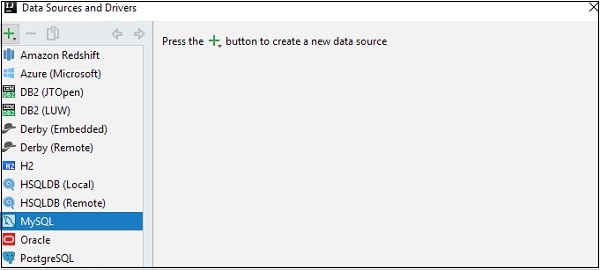 Data Sources and Drivers
Press the + button to create a new data source
Amazon Redshift
Azure (Microsoft)
DB2 (JTOpen)
DB2 (LUW)
Derby (Embedded)
Derby (Remote)
H2 H2
HSQLDB (Local)
HSQLDB (Remote)
MySQL
Oracle
PostgreSQL